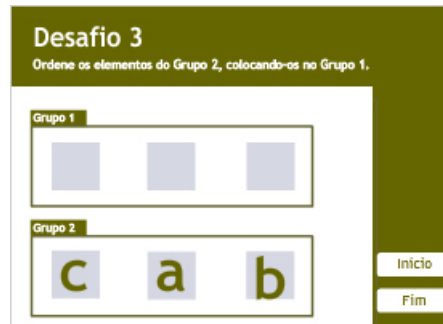 Desafio 3
Ordene os elementos do Grupo 2, colocando-os no Grupo 1.
Grupo 1
Grupo 2
c a b
Início
Fim